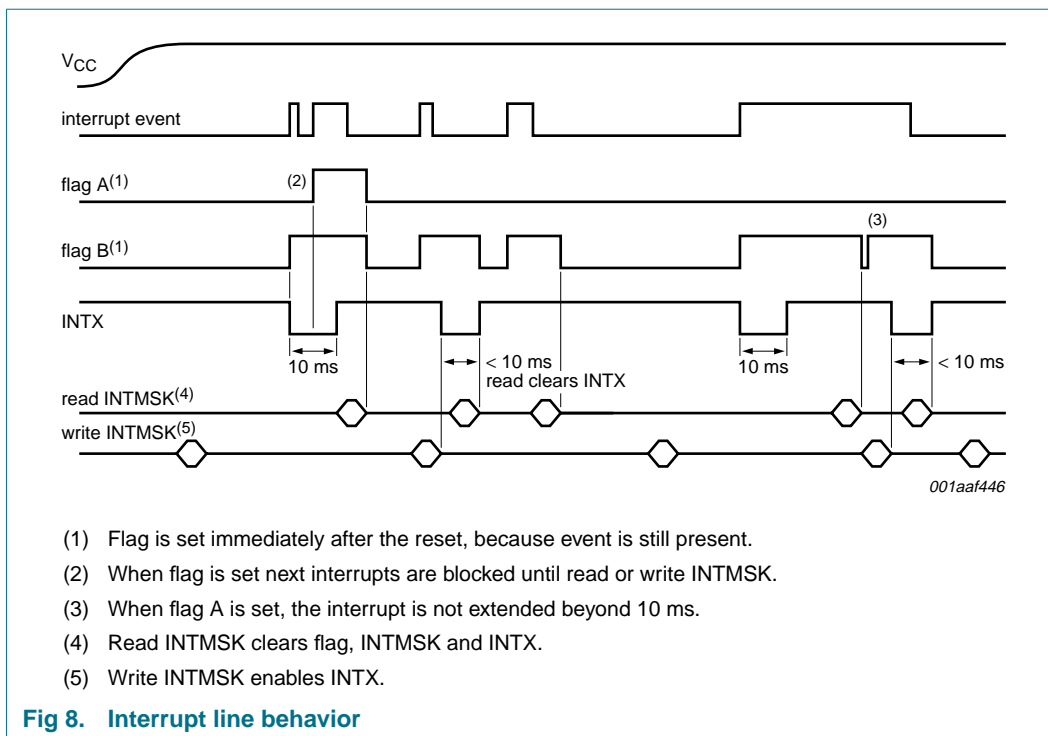 VCC
interrupt event
flag A(1)
(2)
flag B(1)
(3)
INTX
10 ms
< 10 ms
read clears INTX
10 ms
< 10 ms
read INTMSK(4)
write INTMSK(5)
001aaf446
(1) Flag is set immediately after the reset, because event is still present.
(2) When flag is set next interrupts are blocked until read or write INTMSK.
(3) When flag A is set, the interrupt is not extended beyond 10 ms.
(4) Read INTMSK clears flag, INTMSK and INTX.
(5) Write INTMSK enables INTX.
Fig 8. Interrupt line behavior